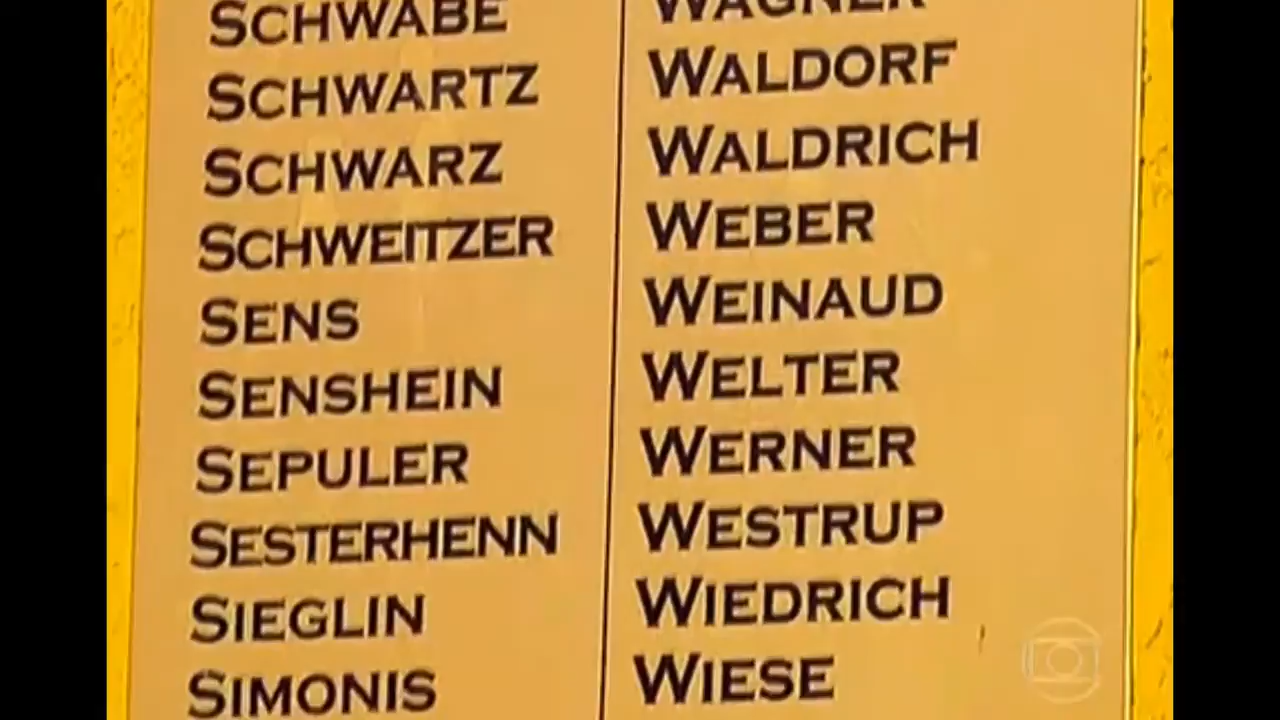 SCHWABE
SCHWARTZ
SCHWARZ
SCHWEITZER
SENS
SENSHEIN
SEPULER
SESTERHENN
SIEGLIN
SIMONIS
WAGNER
WALDORF
WALDRICH
WEBER
WEINAUD
WELTER
WERNER
WESTRUP
WIEDRICH
WIESE